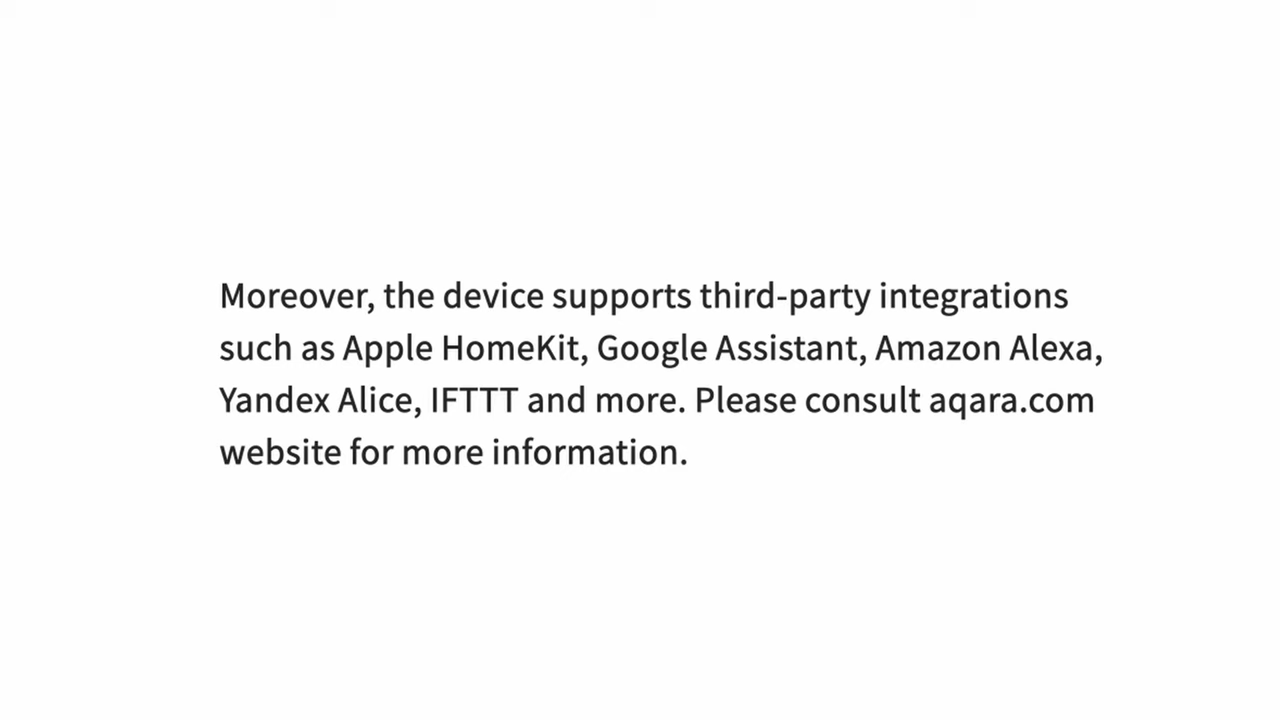 Moreover, the device supports third-party integrations
such as Apple HomeKit, Google Assistant, Amazon Alexa,
Yandex Alice, IFTTT and more. Please consult aqara.com
website for more information.